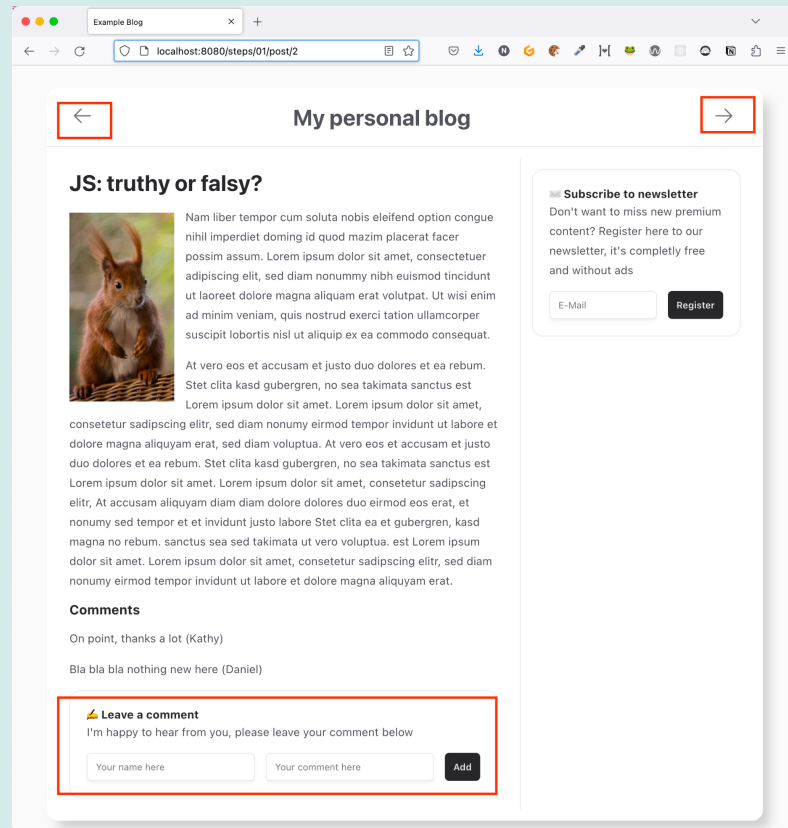 Example Blog
localhost:8080/steps/01/post/2
My personal blog
JS: truthy or falsy?
Nam liber tempor cum soluta nobis eleifend option congue
nihil imperdiet doming id quod mazim placerat facer
possim assum. Lorem ipsum dolor sit amet, consectetuer
adipiscing elit, sed diam nonummy nibh euismod tincidunt
ut laoreet dolore magna aliquam erat volutpat. Ut wisi enim
ad minim veniam, quis nostrud exerci tation ullamcorper
suscipit lobortis nisl ut aliquip ex ea commodo consequat.
At vero eos et accusam et justo duo dolores et ea rebum.
Stet clita kasd gubergren, no sea takimata sanctus est
Lorem ipsum dolor sit amet. Lorem ipsum dolor sit amet,
consetetur sadipscing elitr, sed diam nonumy eirmod tempor invidunt ut labore et
dolore magna aliquyam erat, sed diam voluptua. At vero eos et accusam et justo
duo dolores et ea rebum. Stet clita kasd gubergren, no sea takimata sanctus est
Lorem ipsum dolor sit amet. Lorem ipsum dolor sit amet, consetetur sadipscing
elitr, At accusam aliquyam diam diam dolore dolores duo eirmod eos erat, et
nonumy sed tempor et et invidunt justo labore Stet clita ea et gubergren, kasd
magna no rebum. sanctus sea sed takimata ut vero voluptua. est Lorem ipsum
dolor sit amet. Lorem ipsum dolor sit amet, consetetur sadipscing elitr, sed diam
nonumy eirmod tempor invidunt ut labore et dolore magna aliquyam erat.
Comments
On point, thanks a lot (Kathy)
Bla bla bla nothing new here (Daniel)
✍️ Leave a comment
I'm happy to hear from you, please leave your comment below
Your name here
Your comment here
Add
✉️ Subscribe to newsletter
Don't want to miss new premium
content? Register here to our
newsletter, it's completly free
and without ads
E-Mail
Register